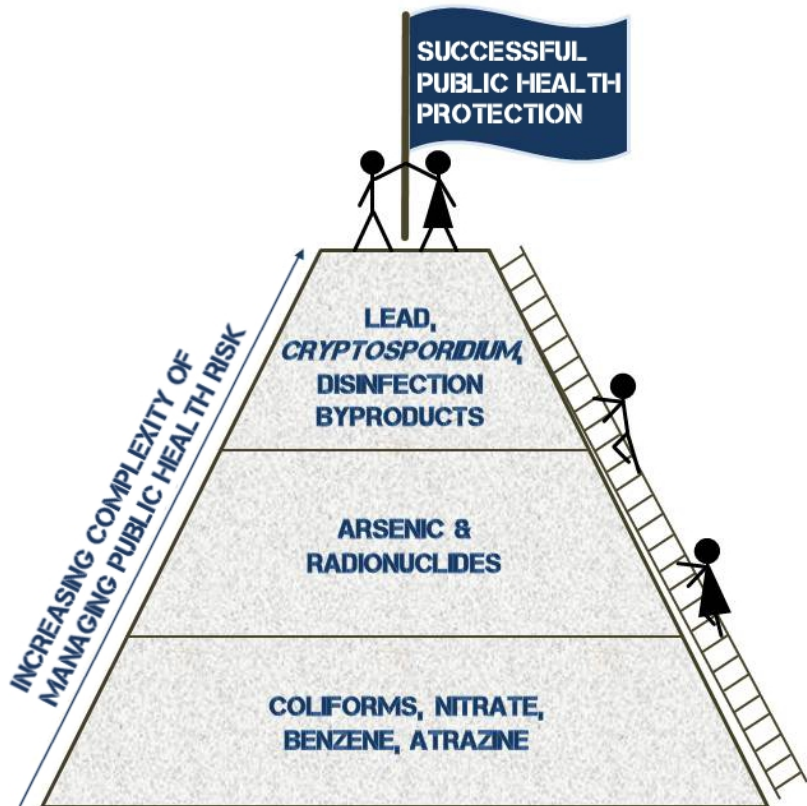 SUCCESSFUL
PUBLIC HEALTH
PROTECTION
LEAD,
CRYPTOSPORIDIUM,
DISINFECTION
BYPRODUCTS
ARSENIC &
RADIONUCLIDES
COLIFORMS, NITRATE,
BENZENE, ATRAZINE
INCREASING COMPLEXITY OF
MANAGING PUBLIC HEALTH RISK